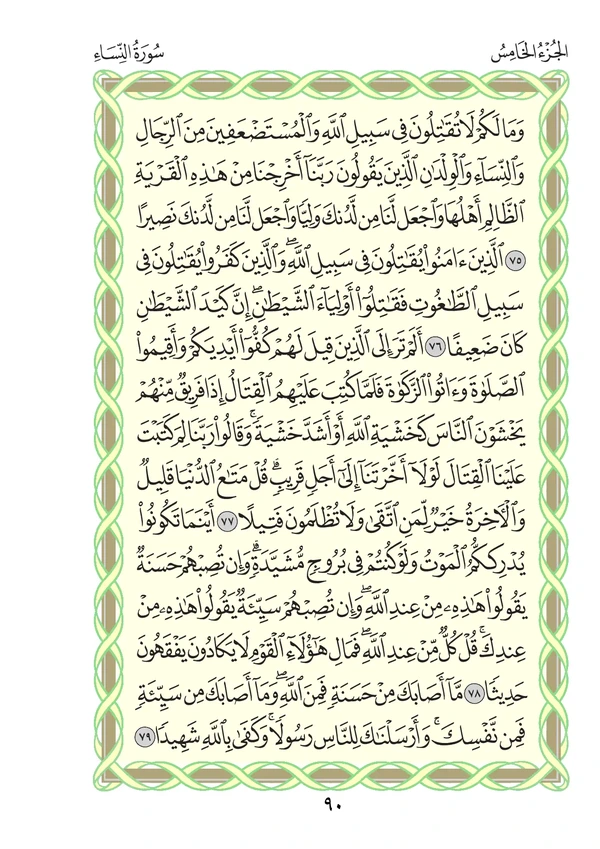 الجُزْءُ الخَامِسُ
سُورَةُ النِّسَاءِ
وَمَا لَكُمۡ لَا تُقَٰتِلُونَ فِي سَبِيلِ ٱللَّهِ وَٱلۡمُسۡتَضۡعَفِينَ مِنَ ٱلرِّجَالِ
وَٱلنِّسَآءِ وَٱلۡوِلۡدَٰنِ ٱلَّذِينَ يَقُولُونَ رَبَّنَآ أَخۡرِجۡنَا مِنۡ هَٰذِهِ ٱلۡقَرۡيَةِ
ٱلظَّالِمِ أَهۡلُهَا وَٱجۡعَل لَّنَا مِن لَّدُنكَ وَلِيّٗا وَٱجۡعَل لَّنَا مِن لَّدُنكَ نَصِيرًا
٧٥ ٱلَّذِينَ ءَامَنُواْ يُقَٰتِلُونَ فِي سَبِيلِ ٱللَّهِۖ وَٱلَّذِينَ كَفَرُواْ يُقَٰتِلُونَ فِي
سَبِيلِ ٱلطَّٰغُوتِ فَقَٰتِلُوٓاْ أَوۡلِيَآءَ ٱلشَّيۡطَٰنِۖ إِنَّ كَيۡدَ ٱلشَّيۡطَٰنِ
كَانَ ضَعِيفًا ٧٦ أَلَمۡ تَرَ إِلَى ٱلَّذِينَ قِيلَ لَهُمۡ كُفُّوٓاْ أَيۡدِيَكُمۡ وَأَقِيمُواْ
ٱلصَّلَوٰةَ وَءَاتُواْ ٱلزَّكَوٰةَ فَلَمَّا كُتِبَ عَلَيۡهِمُ ٱلۡقِتَالُ إِذَا فَرِيقٞ مِّنۡهُمۡ
يَخۡشَوۡنَ ٱلنَّاسَ كَخَشۡيَةِ ٱللَّهِ أَوۡ أَشَدَّ خَشۡيَةٗۚ وَقَالُواْ رَبَّنَا لِمَ كَتَبۡتَ
عَلَيۡنَا ٱلۡقِتَالَ لَوۡلَآ أَخَّرۡتَنَآ إِلَىٰٓ أَجَلٖ قَرِيبٖۗ قُلۡ مَتَٰعُ ٱلدُّنۡيَا قَلِيلٞ
وَٱلۡأٓخِرَةُ خَيۡرٞ لِّمَنِ ٱتَّقَىٰ وَلَا تُظۡلَمُونَ فَتِيلًا ٧٧ أَيۡنَمَا تَكُونُواْ
يُدۡرِككُّمُ ٱلۡمَوۡتُ وَلَوۡ كُنتُمۡ فِي بُرُوجٖ مُّشَيَّدَةٖۗ وَإِن تُصِبۡهُمۡ حَسَنَةٞ
يَقُولُواْ هَٰذِهِۦ مِنۡ عِندِ ٱللَّهِۖ وَإِن تُصِبۡهُمۡ سَيِّئَةٞ يَقُولُواْ هَٰذِهِۦ مِنۡ
عِندِكَۚ قُلۡ كُلّٞ مِّنۡ عِندِ ٱللَّهِۖ فَمَالِ هَٰٓؤُلَآءِ ٱلۡقَوۡمِ لَا يَكَادُونَ يَفۡقَهُونَ
حَدِيثٗا ٧٨ مَّآ أَصَابَكَ مِنۡ حَسَنَةٖ فَمِنَ ٱللَّهِۖ وَمَآ أَصَابَكَ مِن سَيِّئَةٖ
فَمِن نَّفۡسِكَۚ وَأَرۡسَلۡنَٰكَ لِلنَّاسِ رَسُولٗاۚ وَكَفَىٰ بِٱللَّهِ شَهِيدٗا ٧٩
٩٠